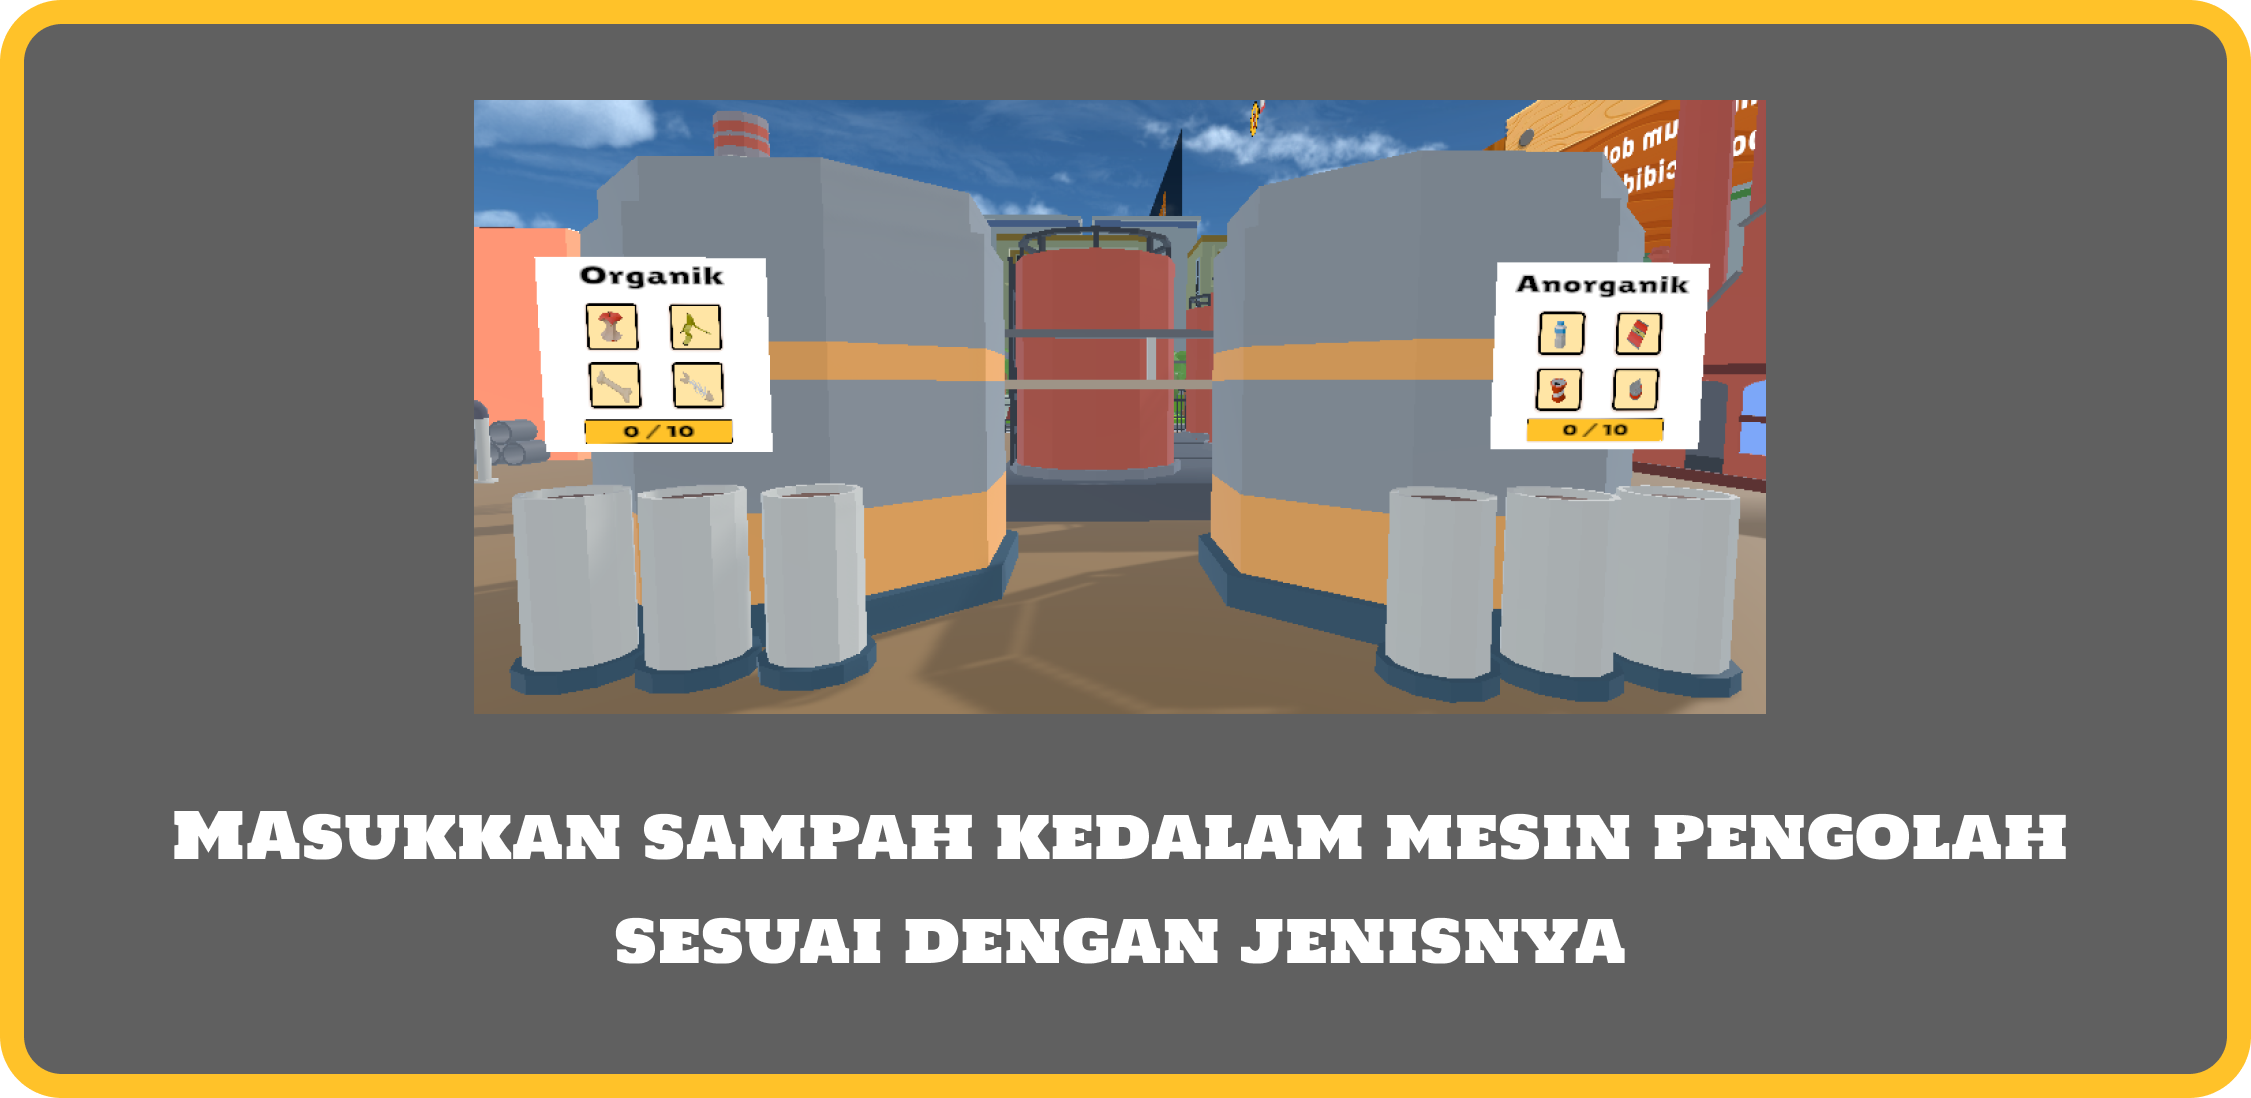 Organik
0 / 10
Anorganik
0 / 10
MASUKKAN SAMPAH KEDALAM MESIN PENGOLAH
SESUAI DENGAN JENISNYA